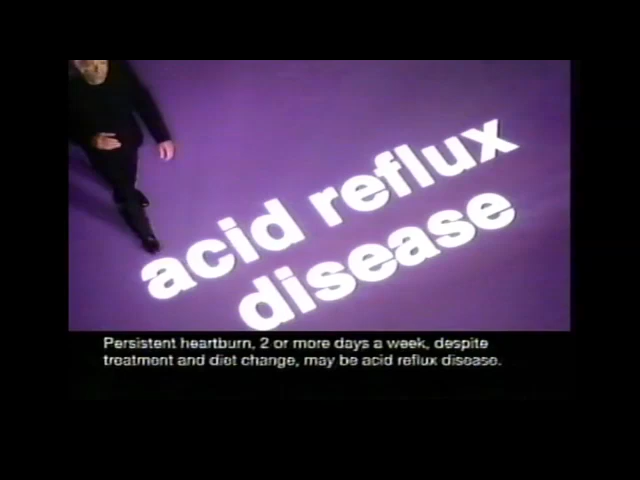 acid reflux
disease
Persistent heartburn, 2 or more days a week, despite
treatment and diet change, may be acid reflux disease.